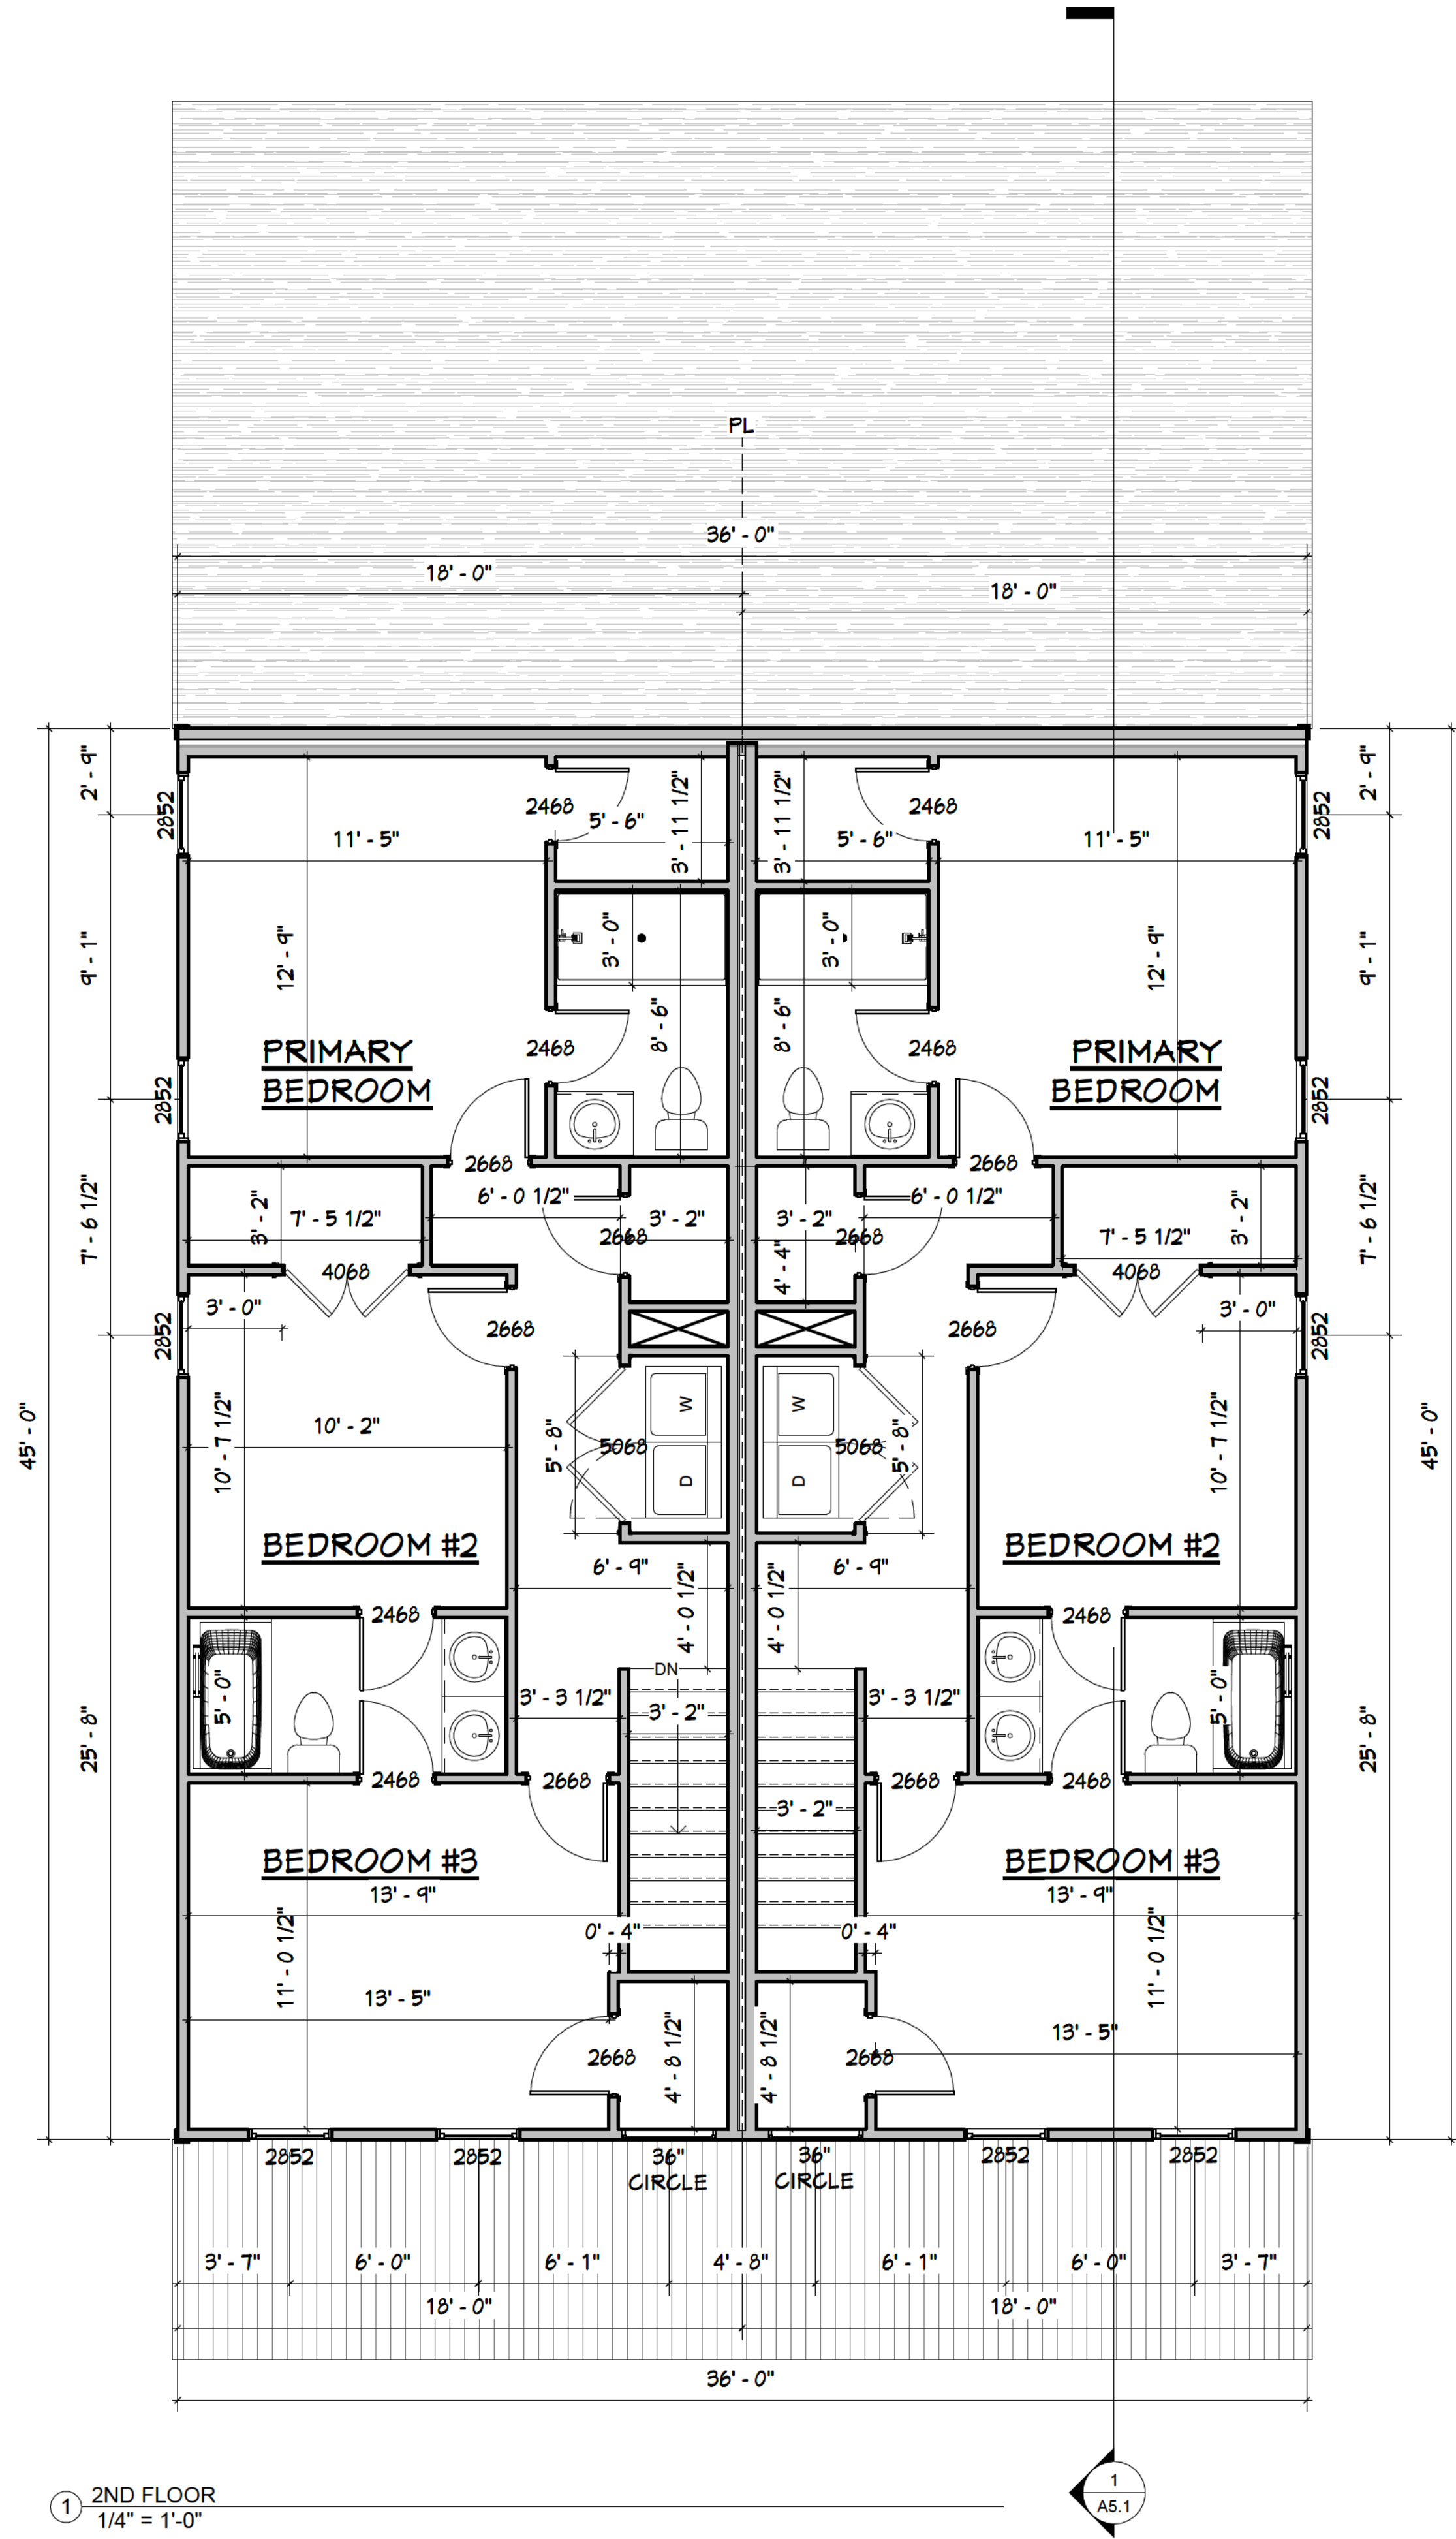 PL
36' - 0"
18' - 0"
18' - 0"
2' - 9"
2' - 9"
2852
2468
5' - 6"
3' - 11 1/2"
3' - 11 1/2"
2468
5' - 6"
2852
11' - 5"
11' - 5"
9' - 1"
12' - 9"
3' - 0"
3' - 0"
12' - 9"
9' - 1"
8' - 6"
8' - 6"
PRIMARY
BEDROOM
2468
2468
PRIMARY
BEDROOM
2852
2852
2668
2668
7' - 6 1/2"
3' - 2"
7' - 5 1/2"
6' - 0 1/2"
3' - 2"
2668
3' - 2"
2668
4' - 4"
6' - 0 1/2"
7' - 5 1/2"
3' - 2"
7' - 6 1/2"
4068
4068
3' - 0"
3' - 0"
2852
2668
2668
2852
45' - 0"
10' - 7 1/2"
10' - 2"
5' - 8"
5068
W
D
W
D
5068
5' - 8"
10' - 7 1/2"
45' - 0"
BEDROOM #2
BEDROOM #2
6' - 9"
6' - 9"
4' - 0 1/2"
4' - 0 1/2"
2468
2468
DN
5' - 0"
3' - 3 1/2"
3' - 2"
3' - 3 1/2"
5' - 0"
25' - 8"
25' - 8"
2468
2668
2668
2468
3' - 2"
BEDROOM #3
BEDROOM #3
13' - 9"
13' - 9"
0' - 4"
0' - 4"
11' - 0 1/2"
11' - 0 1/2"
13' - 5"
13' - 5"
2668
4' - 8 1/2"
4' - 8 1/2"
2668
2852
2852
36"
CIRCLE
36"
CIRCLE
2852
2852
3' - 7"
6' - 0"
6' - 1"
4' - 8"
6' - 1"
6' - 0"
3' - 7"
18' - 0"
18' - 0"
36' - 0"
1
2ND FLOOR
1/4" = 1'-0"
1
A5.1